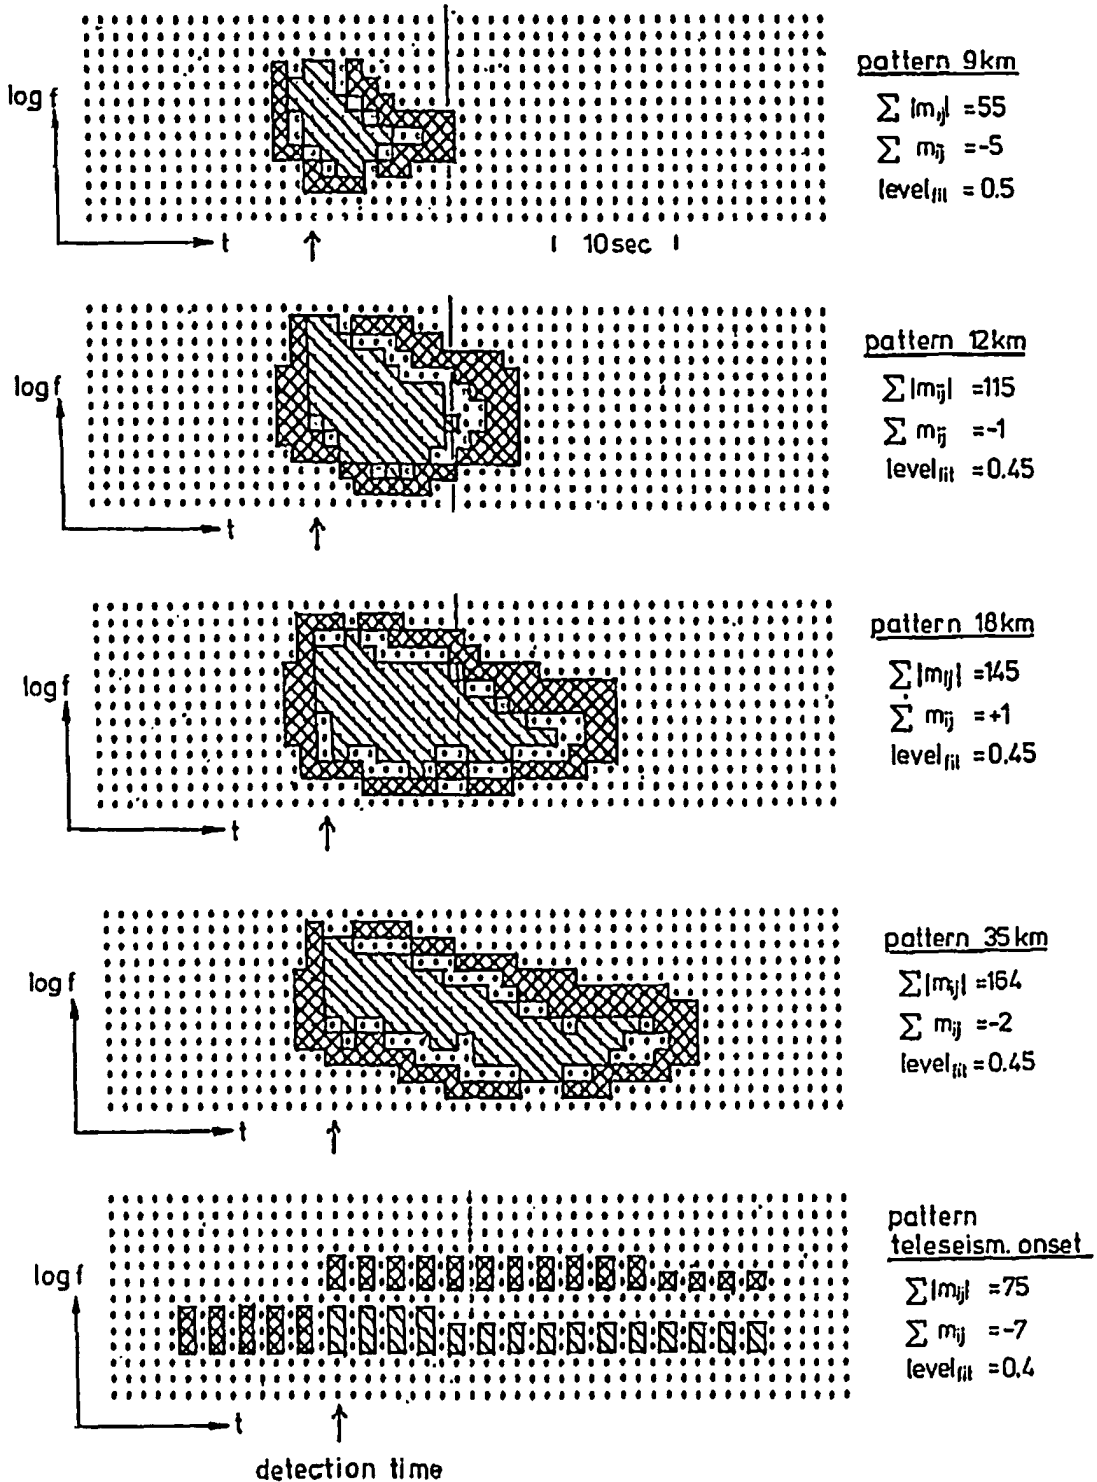 pattern 9km
log f
∑ |mij| = 55
∑ mij = -5
levelfit = 0.5
t
10sec
pattern 12km
log f
∑ |mij| = 115
∑ mij = -1
levelfit = 0.45
t
pattern 18km
log f
∑ |mij| = 145
∑ mij = +1
levelfit = 0.45
t
pattern 35km
log f
∑ |mij| = 164
∑ mij = -2
levelfit = 0.45
t
pattern
teleseism. onset
log f
∑ |mij| = 75
∑ mij = -7
levelfit = 0.4
t
detection time